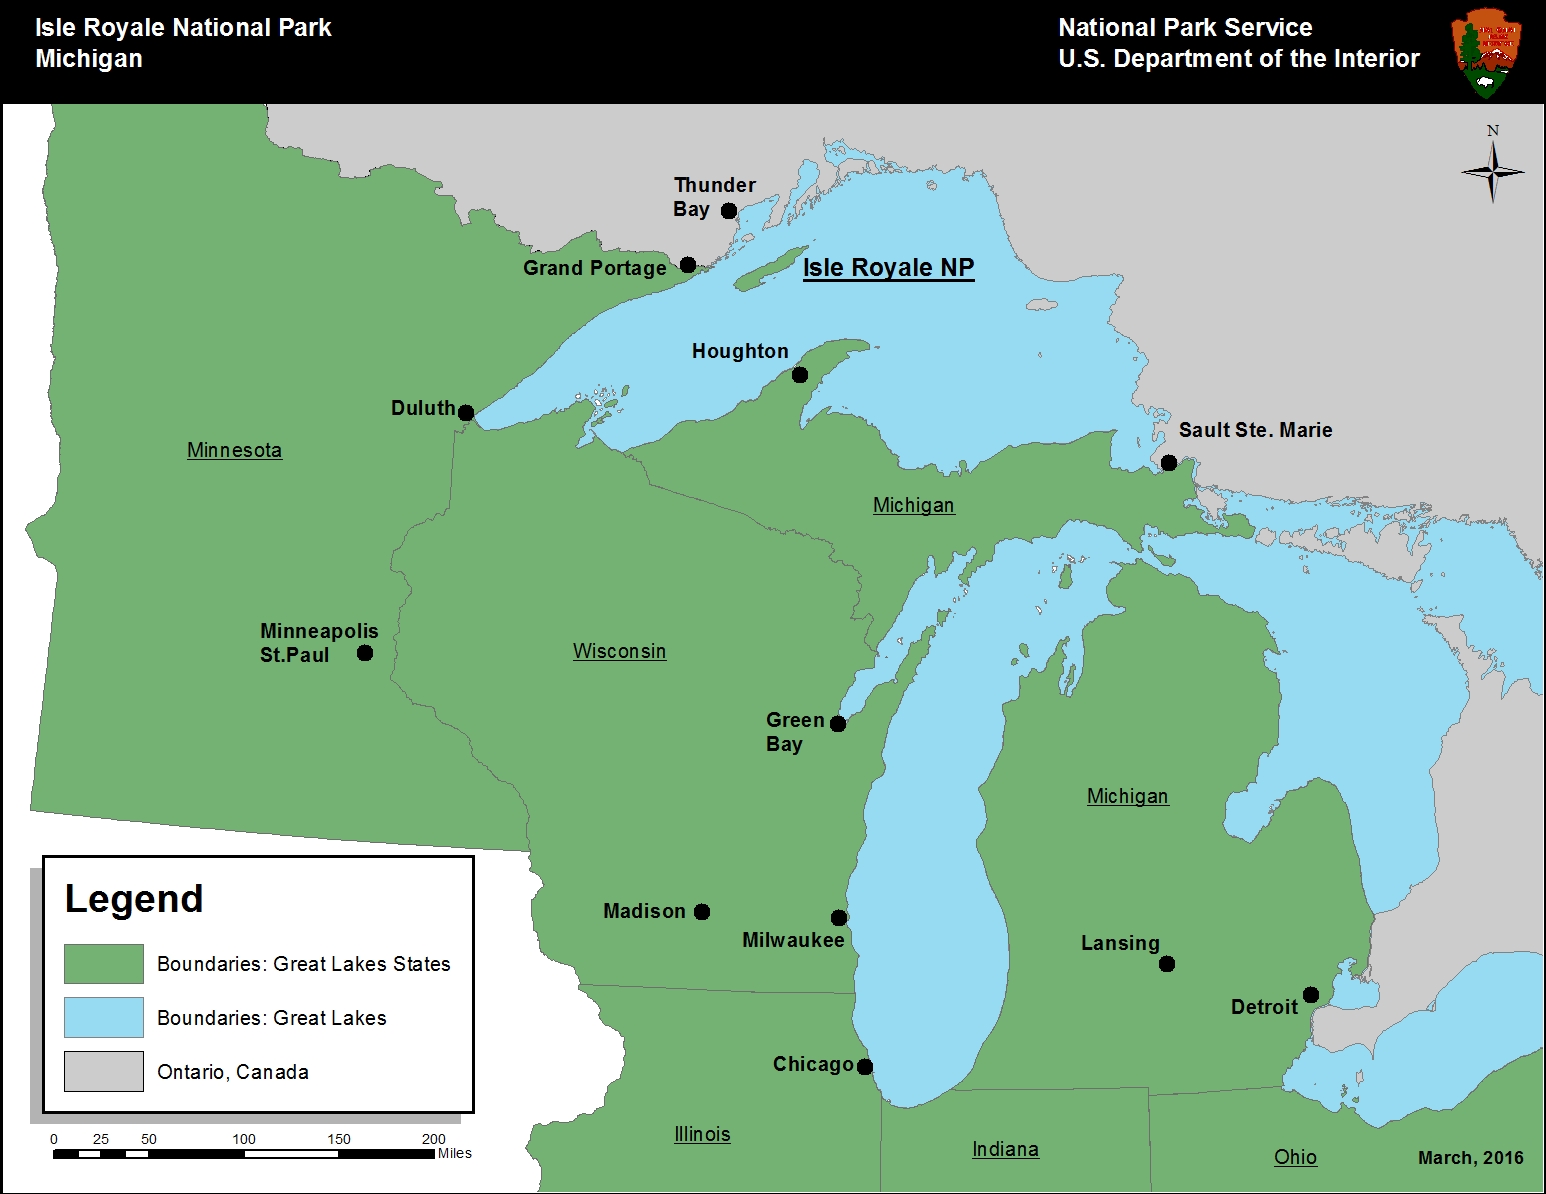 Isle Royale National Park
Michigan
National Park Service
U.S. Department of the Interior
N
Thunder
Bay
Grand Portage
Isle Royale NP
Houghton
Duluth
Sault Ste. Marie
Minnesota
Michigan
Minneapolis
St.Paul
Wisconsin
Green
Bay
Michigan
Madison
Milwaukee
Lansing
Detroit
Chicago
Illinois
Indiana
Ohio
Legend
Boundaries: Great Lakes States
Boundaries: Great Lakes
Ontario, Canada
0 25 50 100 150 200
Miles
March, 2016